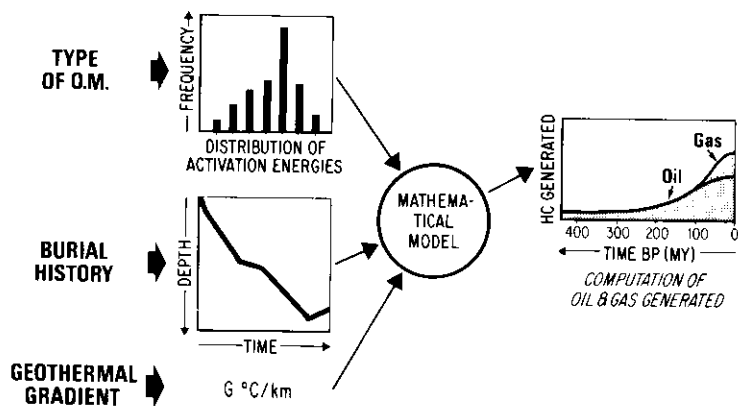 TYPE
OF O.M.
FREQUENCY
DISTRIBUTION OF
ACTIVATION ENERGIES
BURIAL
HISTORY
DEPTH
TIME
GEOTHERMAL
GRADIENT
G °C/km
MATHEMA-
TICAL
MODEL
HC GENERATED
Gas
Oil
400 300 200 100 0
TIME BP (MY)
COMPUTATION OF
OIL & GAS GENERATED